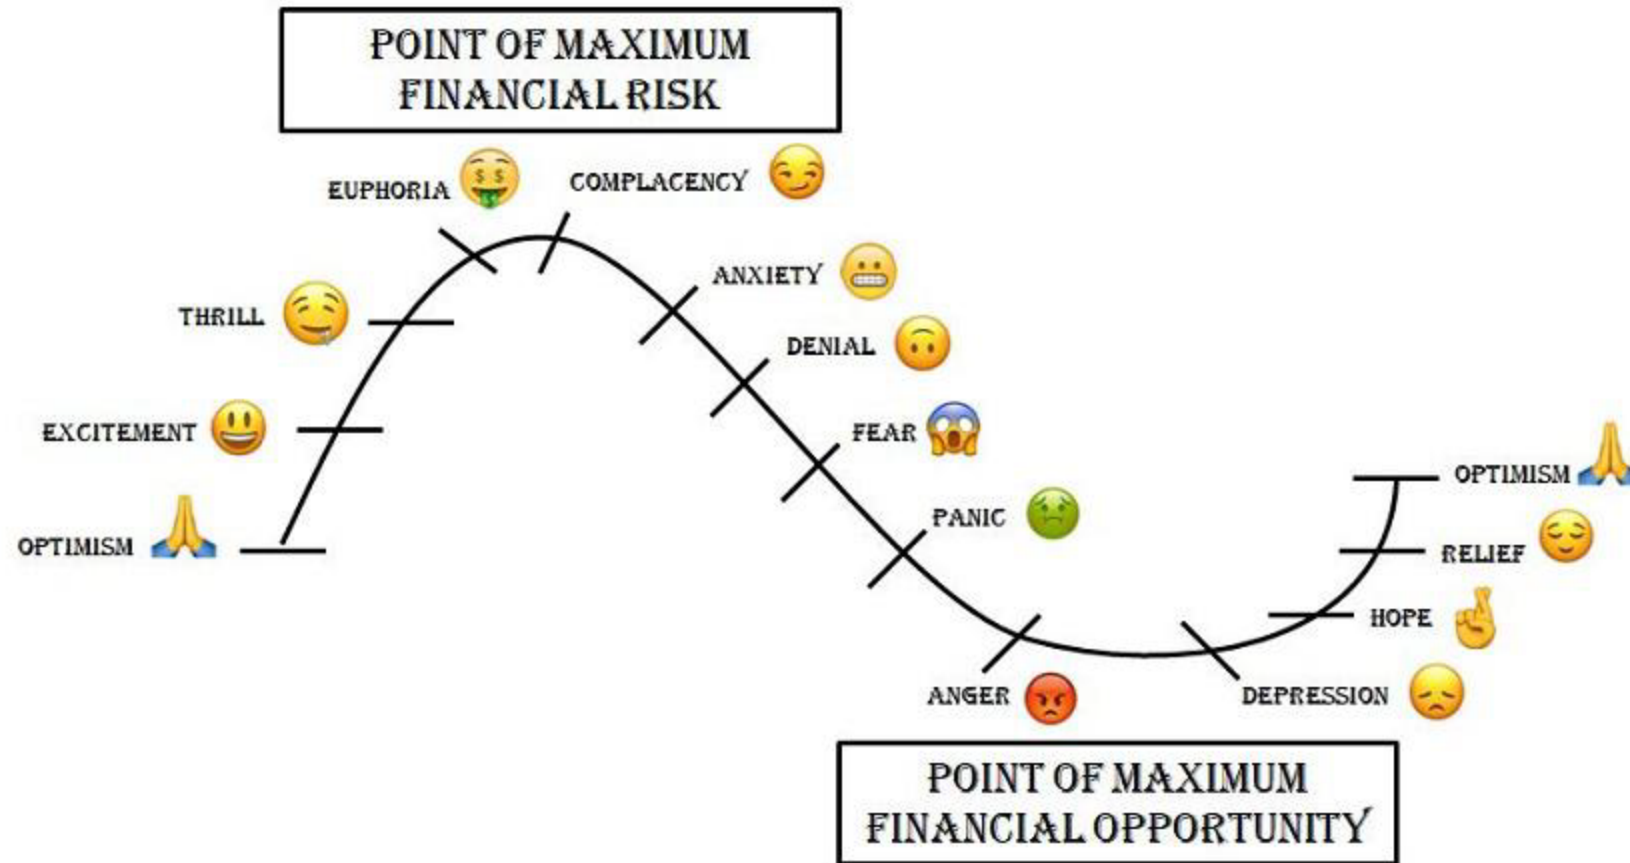 POINT OF MAXIMUM
FINANCIAL RISK
EUPHORIA
COMPLACENCY
ANXIETY
THRILL
DENIAL
EXCITEMENT
FEAR
OPTIMISM
PANIC
OPTIMISM
RELIEF
HOPE
ANGER
DEPRESSION
POINT OF MAXIMUM
FINANCIAL OPPORTUNITY